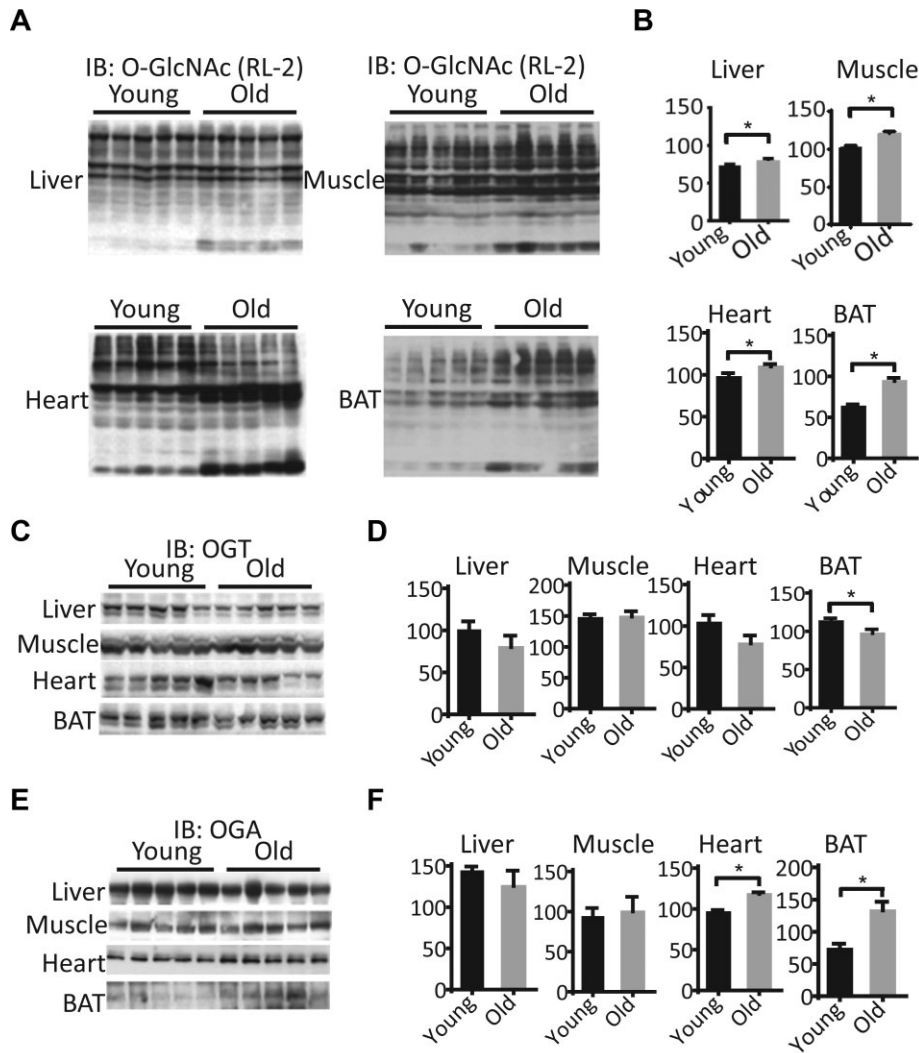 A
IB: O-GlcNAc (RL-2)
Young Old
Liver
IB: O-GlcNAc (RL-2)
Young Old
Muscle
Young Old
Heart
Young Old
BAT
B
Liver
150
100
50
0
*
Young Old
Muscle
150
100
50
0
*
Young Old
Heart
150
100
50
0
*
Young Old
BAT
150
100
50
0
*
Young Old
C
IB: OGT
Young Old
Liver
Muscle
Heart
BAT
D
Liver
150
100
50
0
Young Old
Muscle
200
150
100
50
0
Young Old
Heart
150
100
50
0
Young Old
BAT
150
100
50
0
*
Young Old
E
IB: OGA
Young Old
Liver
Muscle
Heart
BAT
F
Liver
150
100
50
0
Young Old
Muscle
150
100
50
0
Young Old
Heart
150
100
50
0
*
Young Old
BAT
200
150
100
50
0
*
Young Old